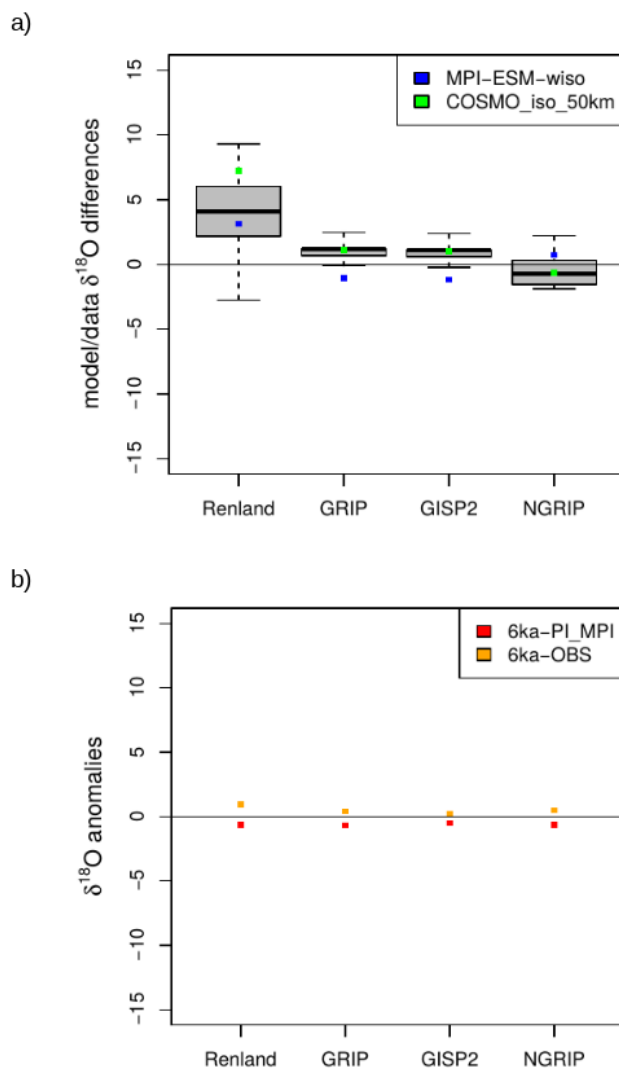 a)
15
10
5
0
−5
−10
−15
model/data δ¹⁸O differences
MPI−ESM−wiso
COSMO_iso_50km
Renland GRIP GISP2 NGRIP
b)
15
10
5
0
−5
−10
−15
δ¹⁸O anomalies
6ka−PI_MPI
6ka−OBS
Renland GRIP GISP2 NGRIP